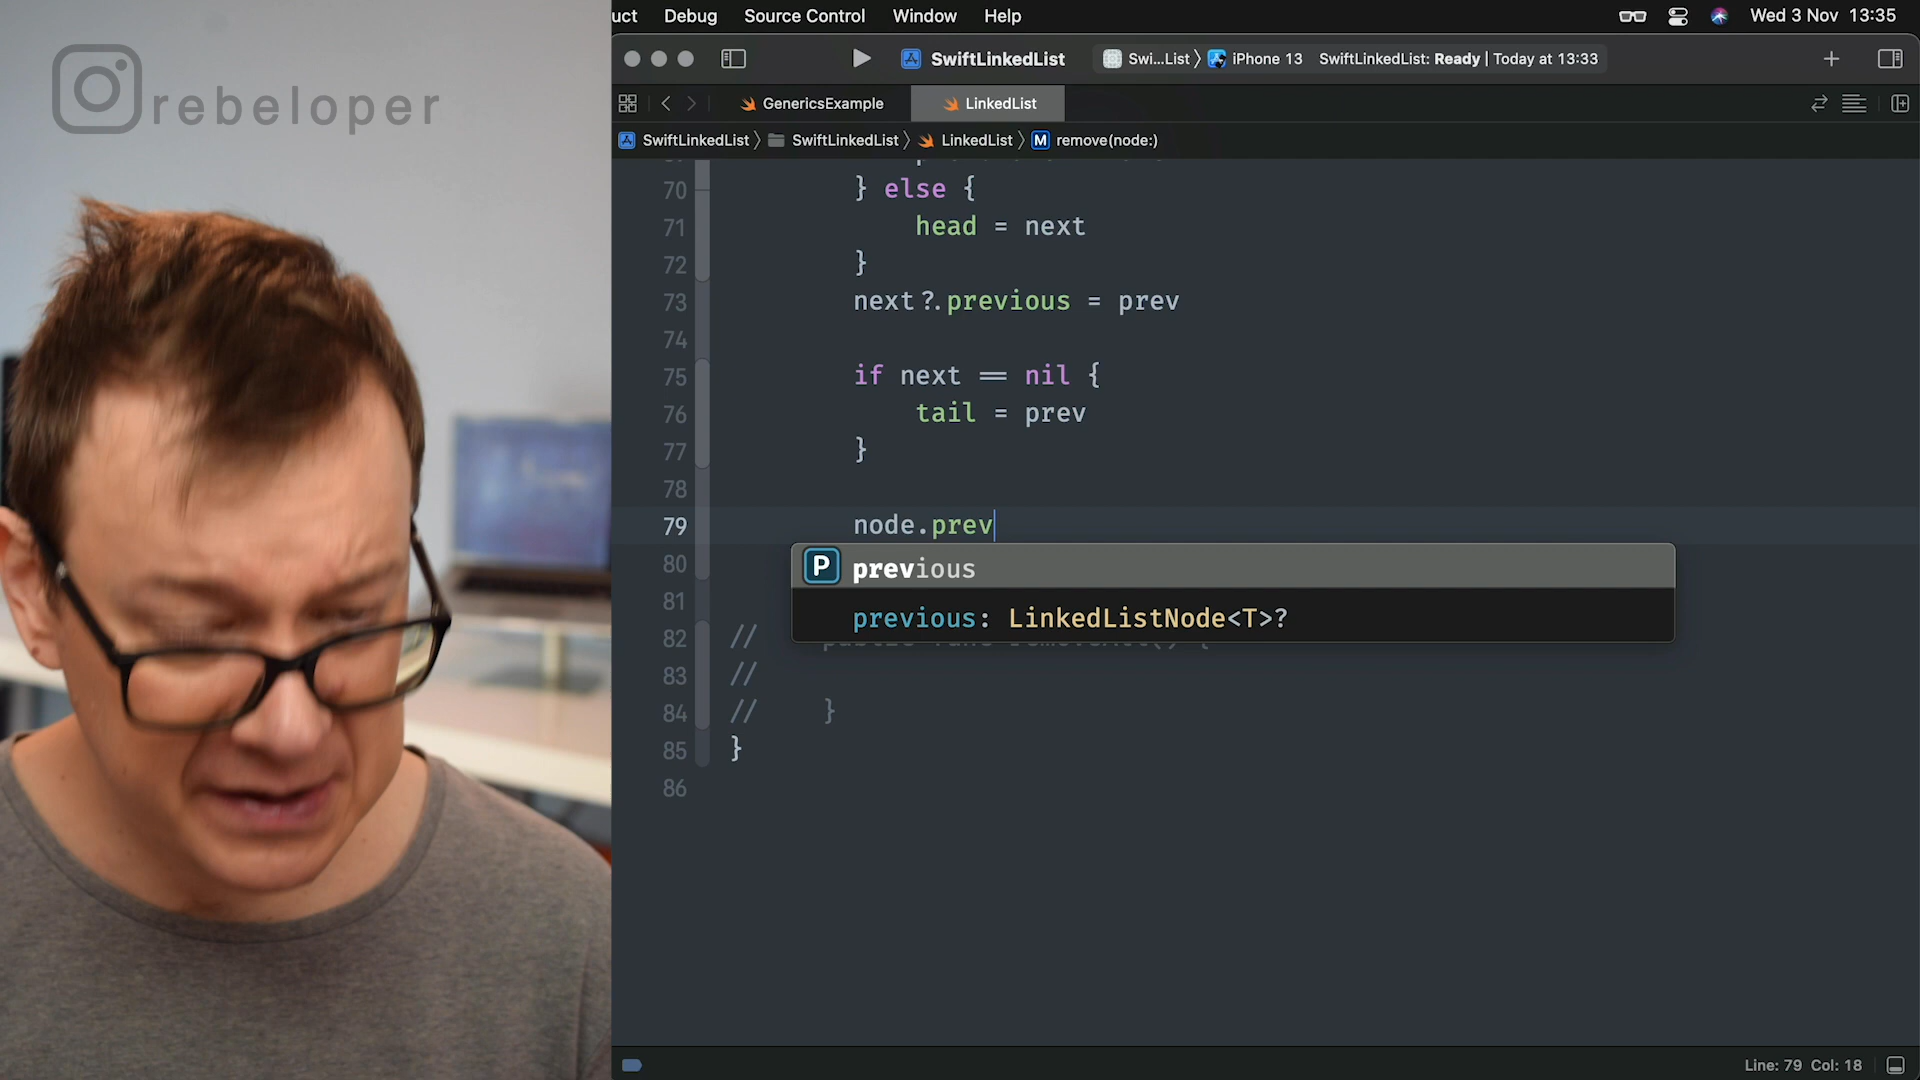 uct Debug Source Control Window Help Wed 3 Nov 13:35
SwiftLinkedList Swi...List iPhone 13 SwiftLinkedList: Ready | Today at 13:33
rebeloper
GenericsExample LinkedList
SwiftLinkedList SwiftLinkedList LinkedList M remove(node:)
70 } else {
71 head = next
72 }
73 next?.previous = prev
74
75 if next == nil {
76 tail = prev
77 }
78
79 node.prev
80 P previous
81 previous: LinkedListNode<T>?
82 //
83 //
84 // }
85 }
86
Line: 79 Col: 18